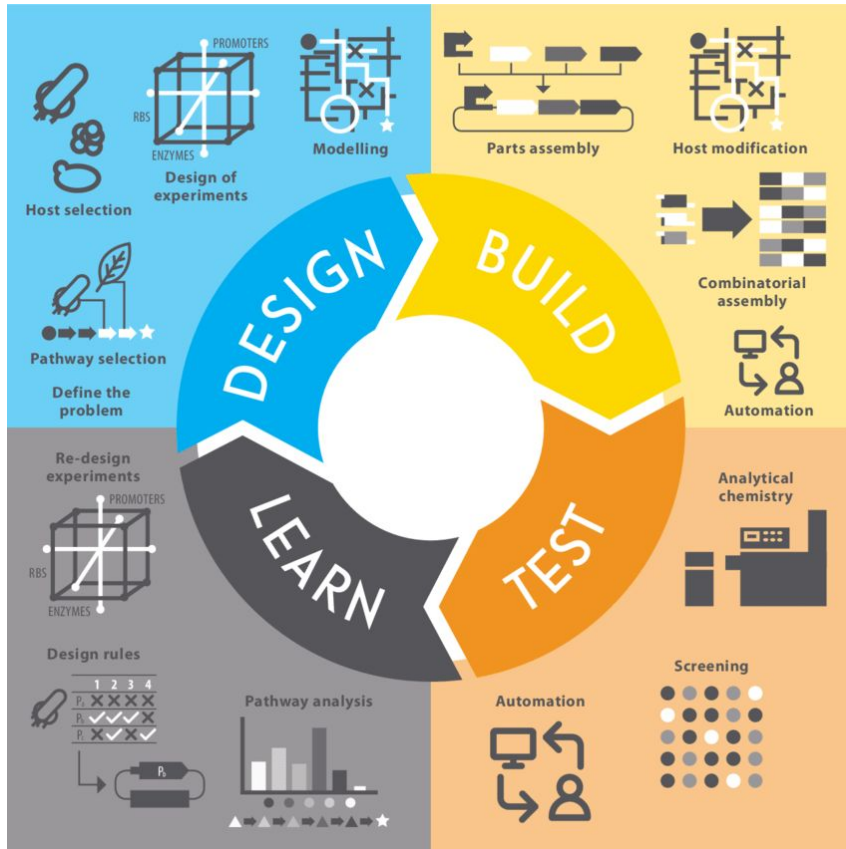 PROMOTERS
RBS
ENZYMES
Host selection
Design of
experiments
Modelling
Pathway selection
Define the
problem
DESIGN
Parts assembly
Host modification
Combinatorial
assembly
Automation
BUILD
Analytical
chemistry
Screening
Automation
TEST
Re-design
experiments
PROMOTERS
RBS
ENZYMES
Design rules
1 2 3 4
Pathway analysis
LEARN